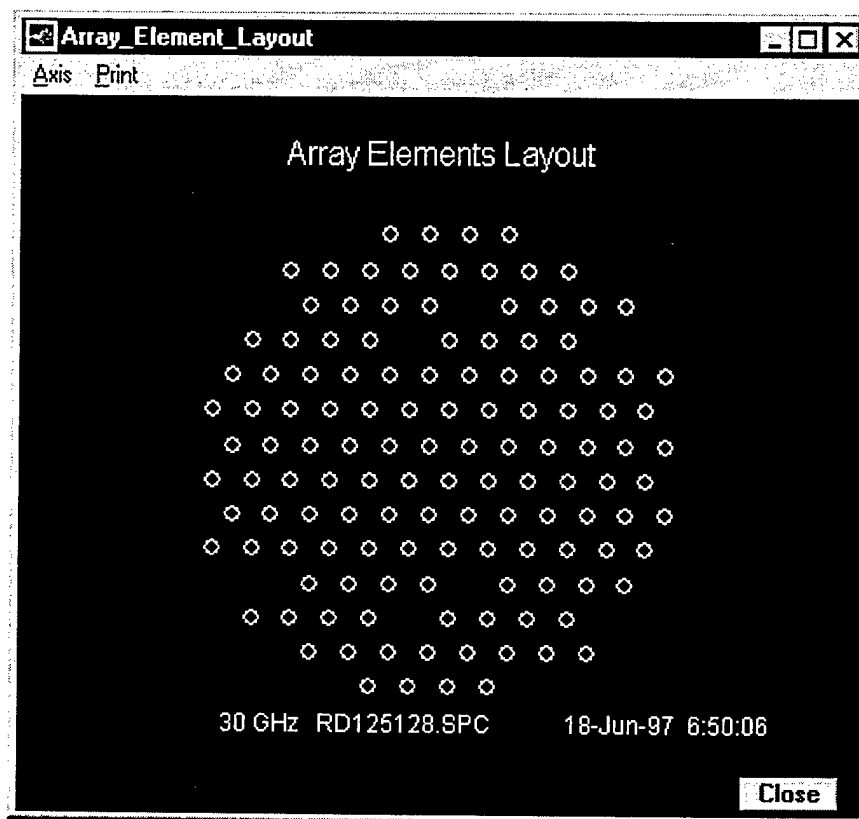 Array_Element_Layout
Axis Print
Array Elements Layout
30 GHz RD125128.SPC 18-Jun-97 6:50:06
Close